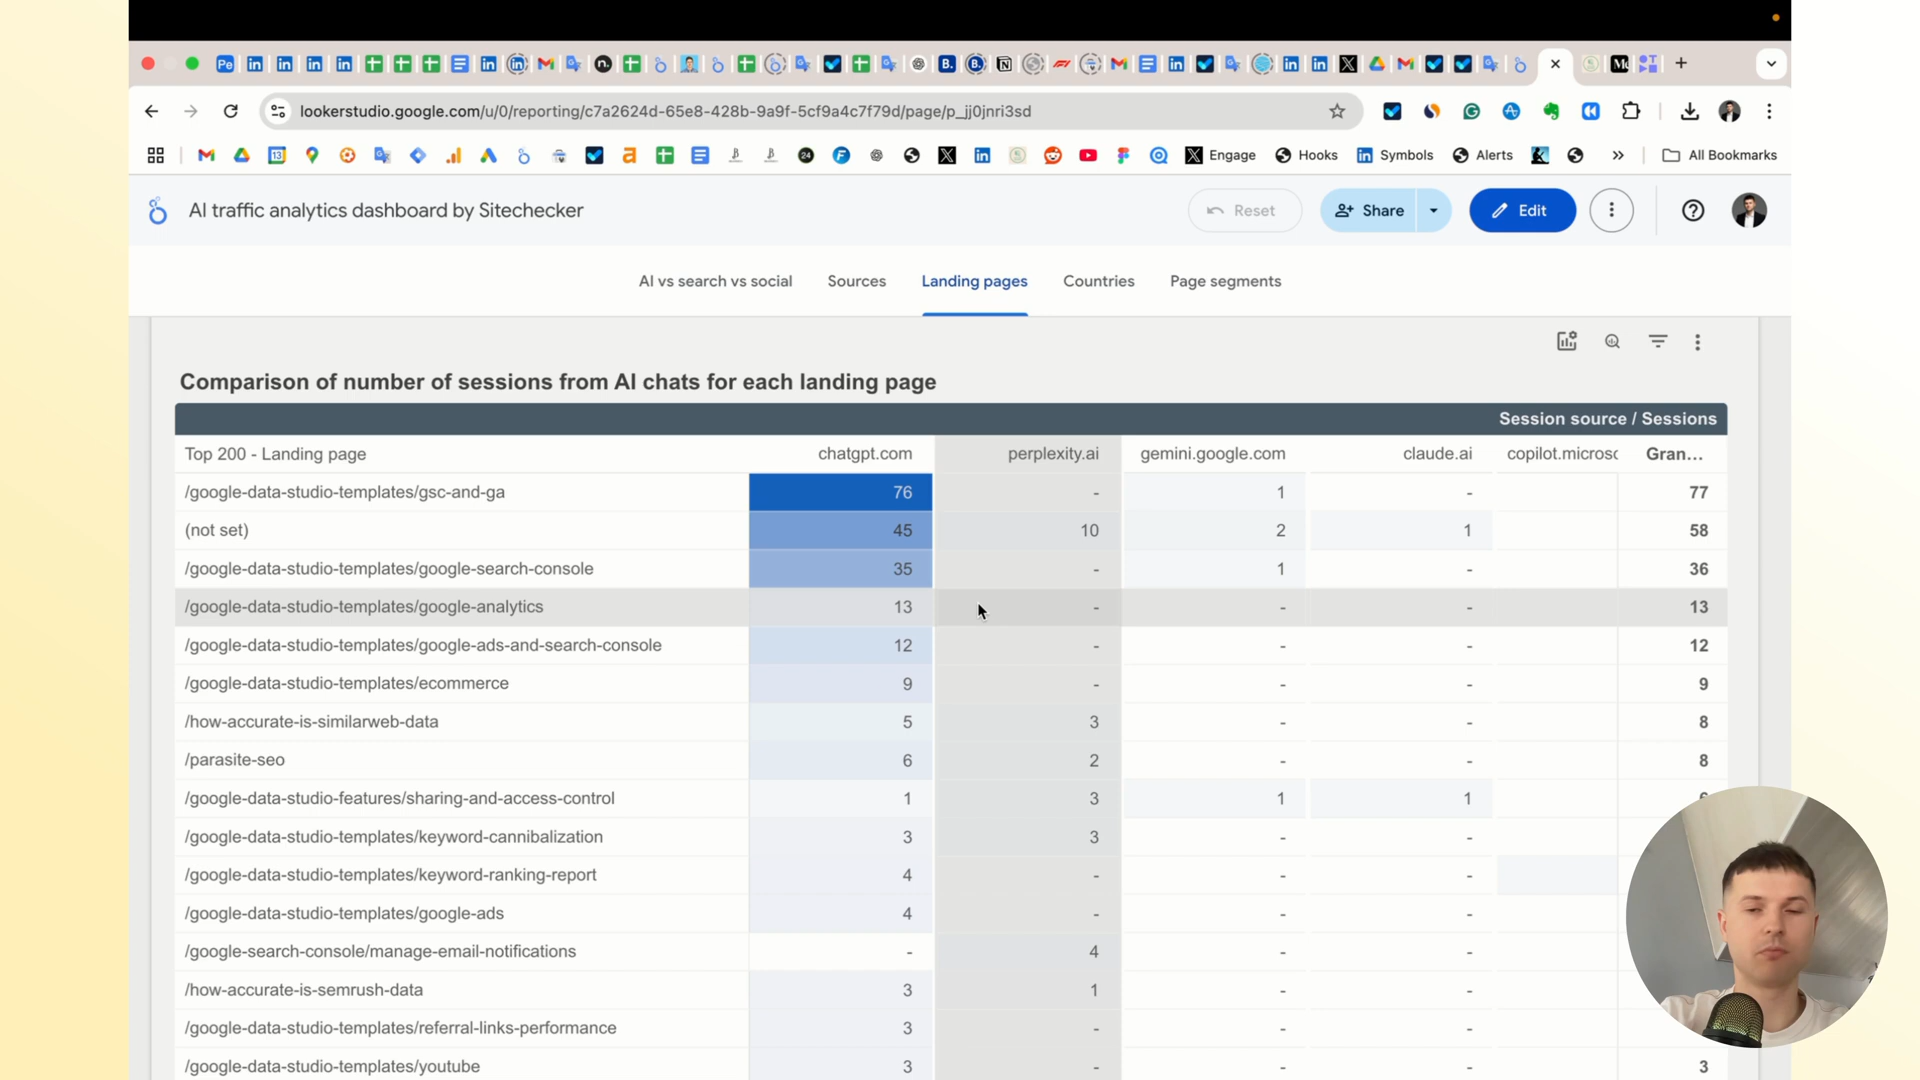 lookerstudio.google.com/u/0/reporting/c7a2624d-65e8-428b-9a9f-5cf9a4c7f79d/page/p_jj0jnri3sd
Engage Hooks Symbols Alerts » All Bookmarks
AI traffic analytics dashboard by Sitechecker Reset Share Edit
AI vs search vs social Sources Landing pages Countries Page segments
Comparison of number of sessions from AI chats for each landing page
Session source / Sessions
Top 200 - Landing page chatgpt.com perplexity.ai gemini.google.com claude.ai copilot.microsc Gran...
/google-data-studio-templates/gsc-and-ga 76 - 1 - 77
(not set) 45 10 2 1 58
/google-data-studio-templates/google-search-console 35 - 1 - 36
/google-data-studio-templates/google-analytics 13 - - - 13
/google-data-studio-templates/google-ads-and-search-console 12 - - - 12
/google-data-studio-templates/ecommerce 9 - - - 9
/how-accurate-is-similarweb-data 5 3 - - 8
/parasite-seo 6 2 - - 8
/google-data-studio-features/sharing-and-access-control 1 3 1 1
/google-data-studio-templates/keyword-cannibalization 3 3 - -
/google-data-studio-templates/keyword-ranking-report 4 - - -
/google-data-studio-templates/google-ads 4 - - -
/google-search-console/manage-email-notifications - 4 - -
/how-accurate-is-semrush-data 3 1 - -
/google-data-studio-templates/referral-links-performance 3 - - -
/google-data-studio-templates/youtube 3 - - - 3